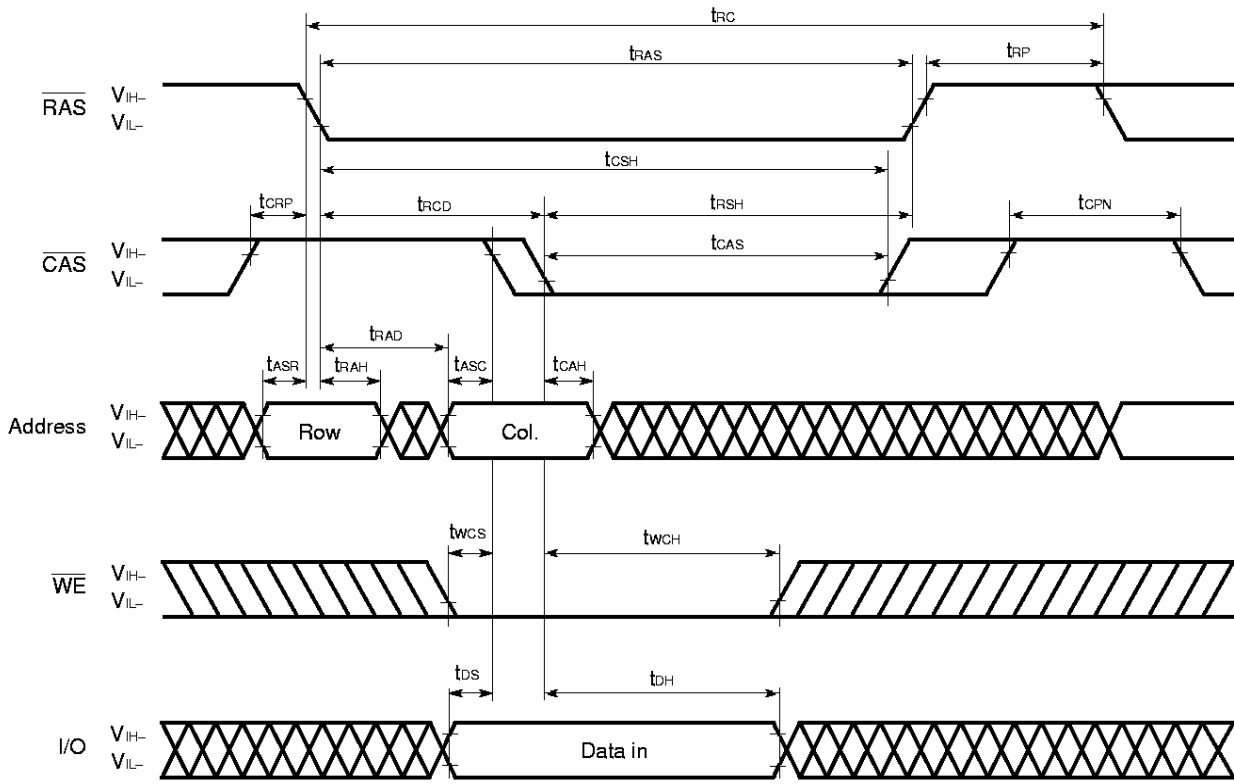 tRC
tRAS
tRP
RAS
VIH–
VIL–
tCSH
tCRP
tRCD
tRSH
tCPN
CAS
VIH–
VIL–
tCAS
tRAD
tASR
tRAH
tASC
tCAH
Address
VIH–
VIL–
Row
Col.
tWCS
tWCH
WE
VIH–
VIL–
tDS
tDH
I/O
VIH–
VIL–
Data in